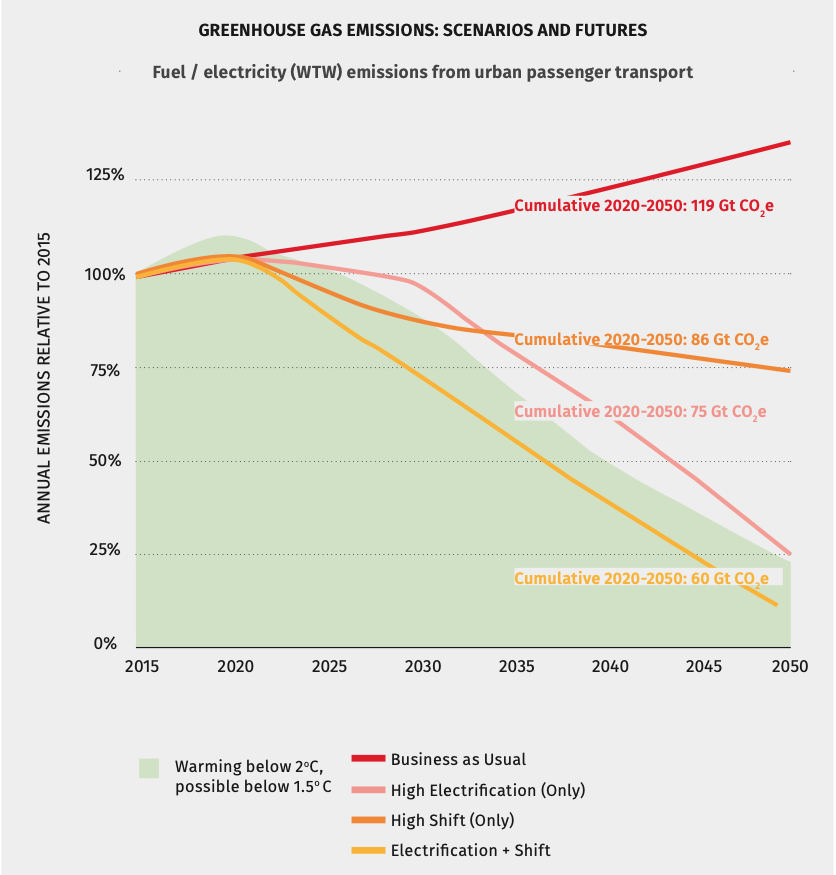 GREENHOUSE GAS EMISSIONS: SCENARIOS AND FUTURES
Fuel / electricity (WTW) emissions from urban passenger transport
ANNUAL EMISSIONS RELATIVE TO 2015
125%
100%
75%
50%
25%
0%
Cumulative 2020-2050: 119 Gt CO₂e
Cumulative 2020-2050: 86 Gt CO₂e
Cumulative 2020-2050: 75 Gt CO₂e
Cumulative 2020-2050: 60 Gt CO₂e
2015 2020 2025 2030 2035 2040 2045 2050
Warming below 2°C,
possible below 1.5° C
Business as Usual
High Electrification (Only)
High Shift (Only)
Electrification + Shift